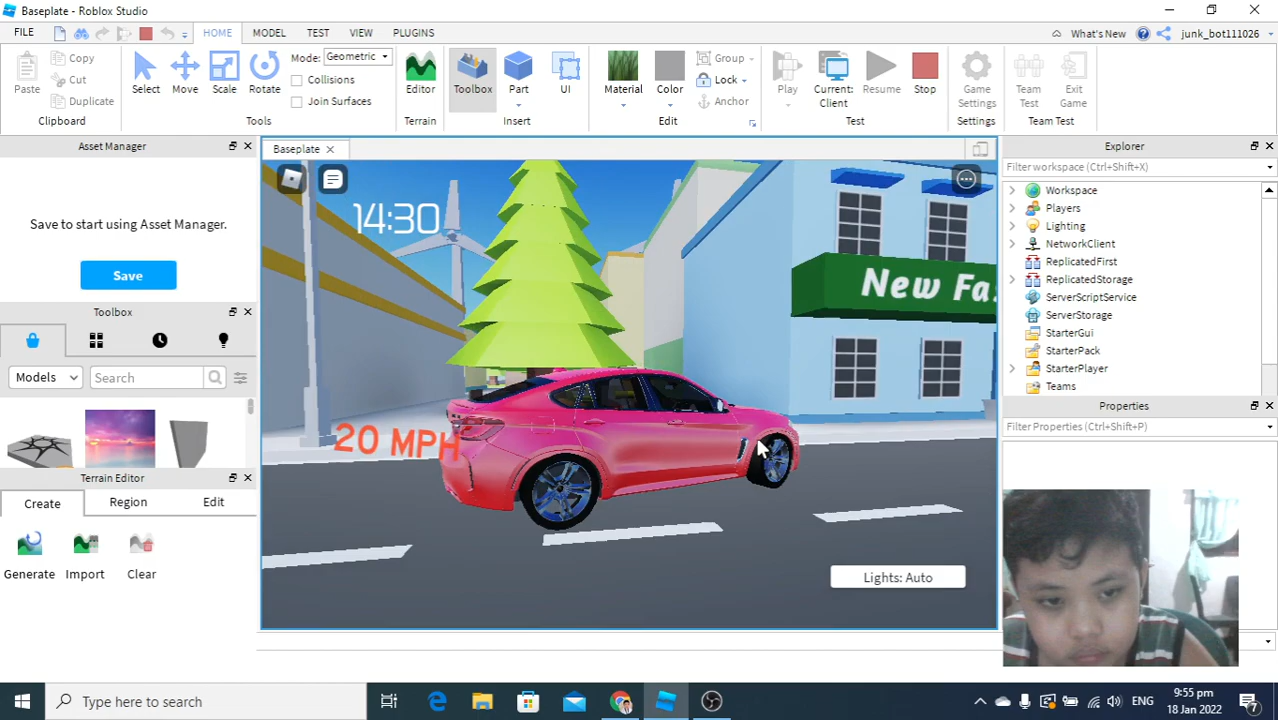 Baseplate - Roblox Studio
FILE HOME MODEL TEST VIEW PLUGINS What's New junk_bot111026
Paste Copy Cut Duplicate Clipboard
Select Move Scale Rotate Mode: Geometric Collisions Join Surfaces Tools
Editor Terrain
Toolbox Part UI Insert
Material Color Group Lock Anchor Edit
Play Current: Client Resume Stop Test
Game Settings Settings
Team Test Exit Game Team Test
Asset Manager
Save to start using Asset Manager.
Save
Toolbox
Models Search
Terrain Editor
Create Region Edit
Generate Import Clear
Baseplate
14:30
New Fa
20 MPH
Lights: Auto
Explorer
Filter workspace (Ctrl+Shift+X)
Workspace
Players
Lighting
NetworkClient
ReplicatedFirst
ReplicatedStorage
ServerScriptService
ServerStorage
StarterGui
StarterPack
StarterPlayer
Teams
Properties
Filter Properties (Ctrl+Shift+P)
Type here to search
ENG
9:55 pm
18 Jan 2022
7